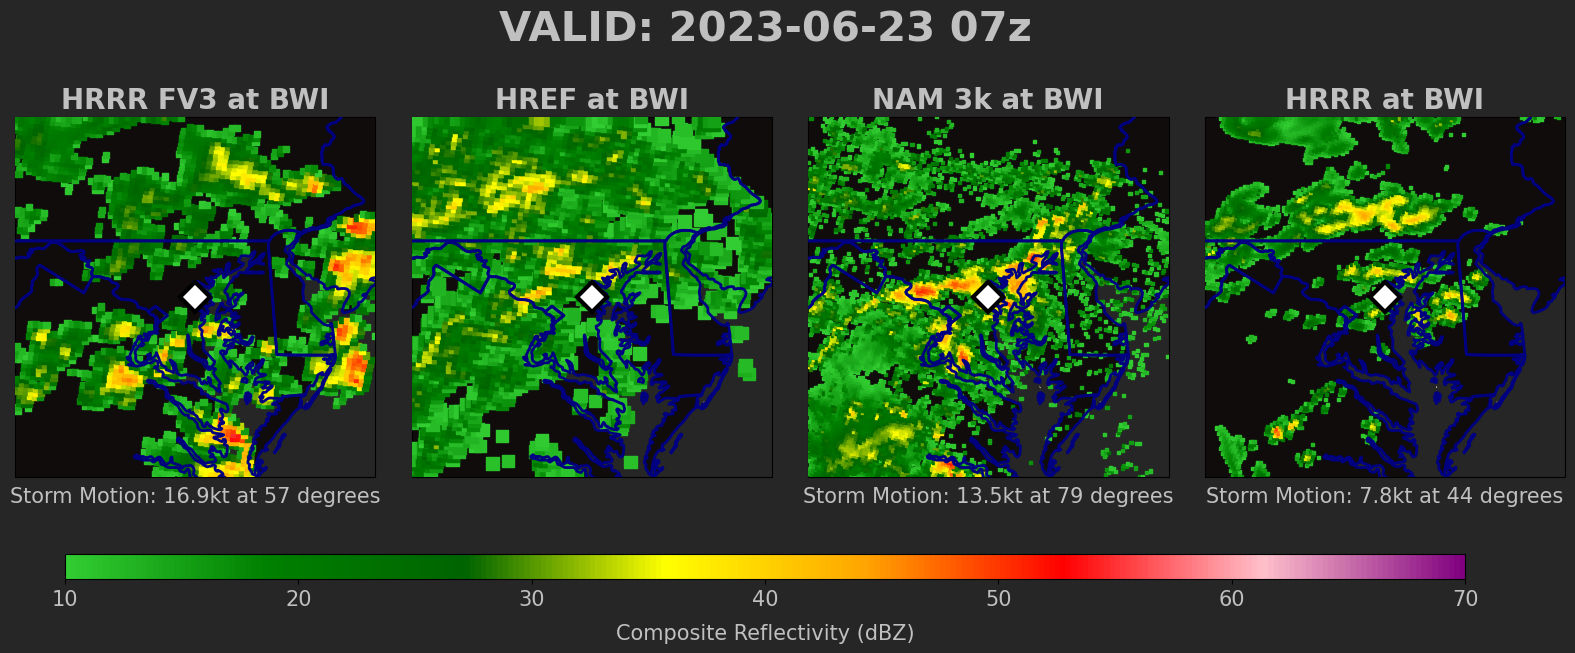 VALID: 2023-06-23 07z
HRRR FV3 at BWI
HREF at BWI
NAM 3k at BWI
HRRR at BWI
Storm Motion: 16.9kt at 57 degrees
Storm Motion: 13.5kt at 79 degrees
Storm Motion: 7.8kt at 44 degrees
10 20 30 40 50 60 70
Composite Reflectivity (dBZ)